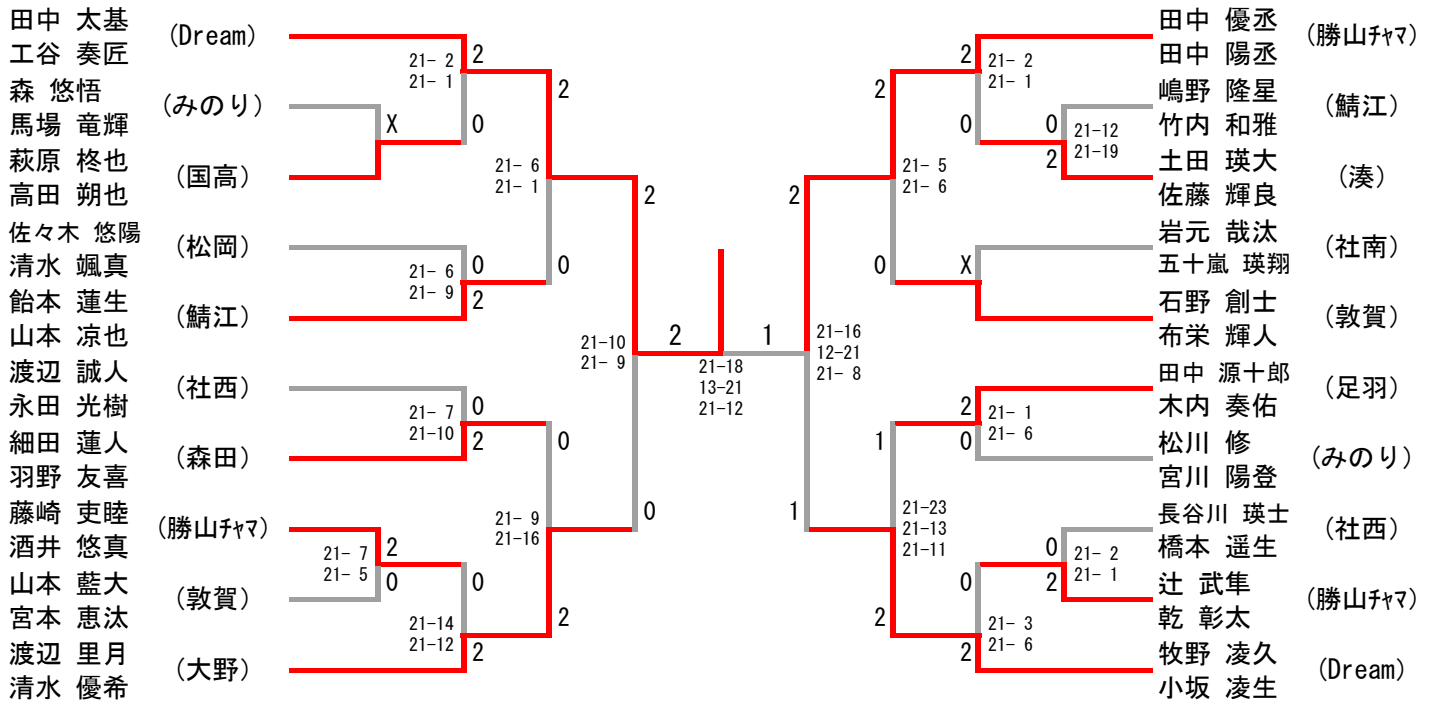 田中 太基
工谷 奏匠
(Dream)
森 悠悟
馬場 竜輝
(みのり)
萩原 柊也
高田 朔也
(国高)
佐々木 悠陽
清水 颯真
(松岡)
飴本 蓮生
山本 凉也
(鯖江)
渡辺 誠人
永田 光樹
(社西)
細田 蓮人
羽野 友喜
(森田)
藤崎 吏睦
酒井 悠真
(勝山ﾁｬﾏ)
山本 藍大
宮本 恵汰
(敦賀)
渡辺 里月
清水 優希
(大野)
21- 2
21- 1
2
0
X
21- 6
21- 9
0
2
21- 7
21-10
0
2
21- 7
21- 5
2
0
21-14
21-12
0
2
21- 6
21- 1
2
0
21- 9
21-16
0
2
21-10
21- 9
2
0
2
1
21-18
13-21
21-12
21-16
12-21
21- 8
2
1
21- 5
21- 6
2
0
21-23
21-13
21-11
1
2
21- 2
21- 1
2
0
21-12
21-19
0
2
X
21- 1
21- 6
2
0
21- 2
21- 1
0
2
21- 3
21- 6
0
2
田中 優丞
田中 陽丞
(勝山ﾁｬﾏ)
嶋野 隆星
竹内 和雅
(鯖江)
土田 瑛大
佐藤 輝良
(湊)
岩元 哉汰
五十嵐 瑛翔
(社南)
石野 創士
布栄 輝人
(敦賀)
田中 源十郎
木内 奏佑
(足羽)
松川 修
宮川 陽登
(みのり)
長谷川 瑛士
橋本 遥生
(社西)
辻 武隼
乾 彰太
(勝山ﾁｬﾏ)
牧野 凌久
小坂 凌生
(Dream)